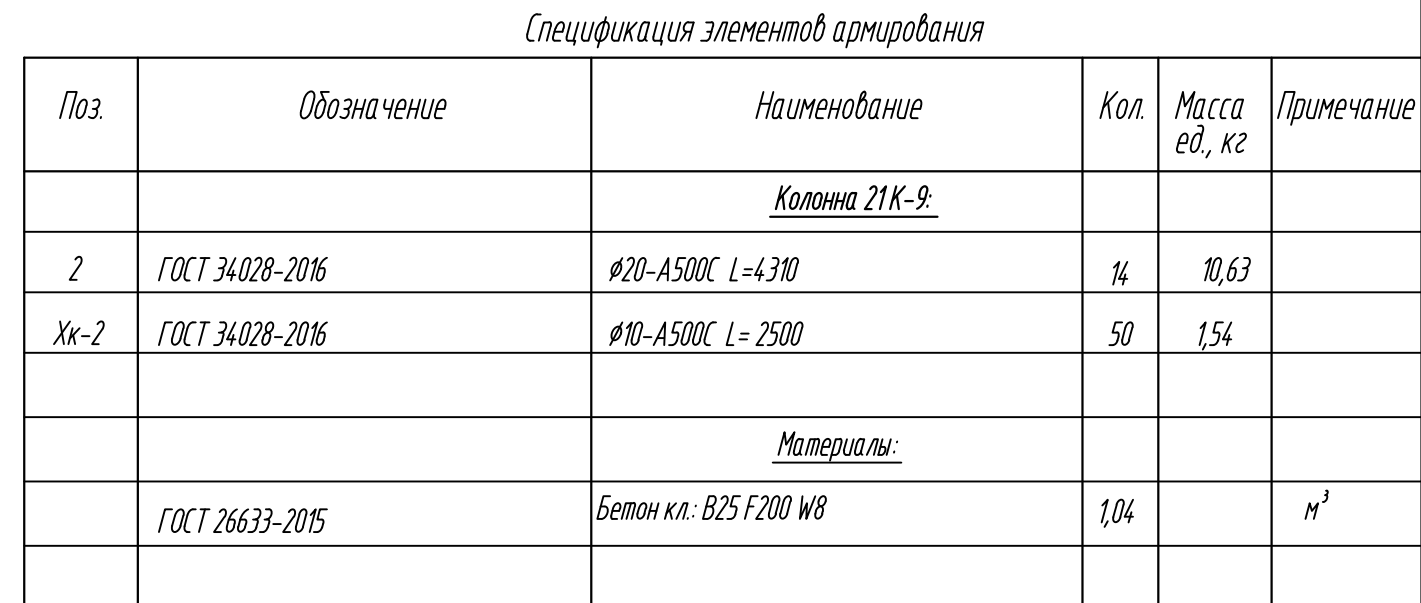 Спецификация элементов армирования
Поз. Обозначение Наименование Кол. Масса ед., кг Примечание
Колонна 21К-9:
2 ГОСТ 34028-2016 ϕ20-А500С L=4310 14 10,63
Хк-2 ГОСТ 34028-2016 ϕ10-А500С L= 2500 50 1,54
Материалы:
ГОСТ 26633-2015 Бетон кл.: В25 F200 W8 1,04 м³